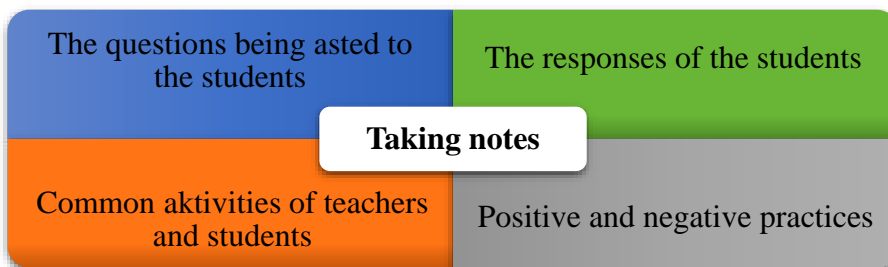 The questions being asted to
the students
The responses of the students
Taking notes
Common aktivities of teachers
and students
Positive and negative practices